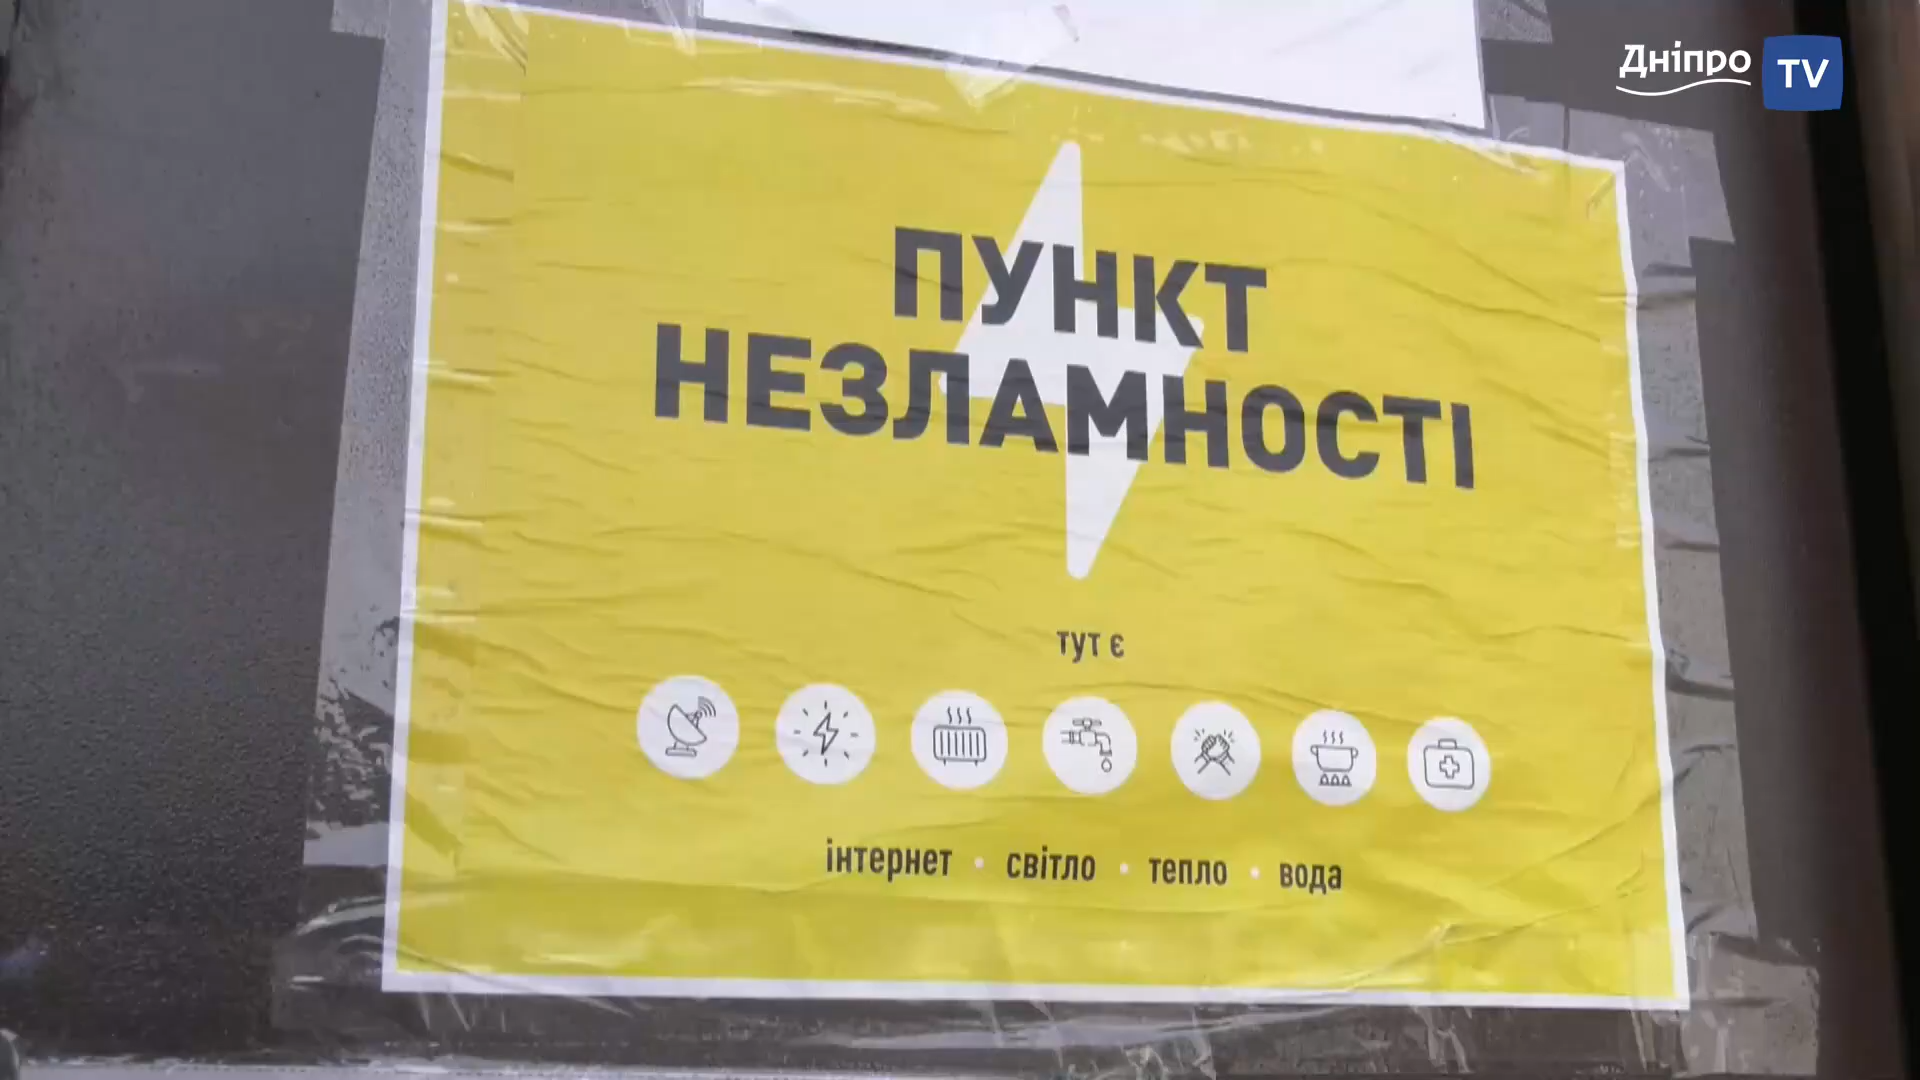 Дніпро TV
ПУНКТ
НЕЗЛАМНОСТІ
тут є
інтернет • світло • тепло • вода